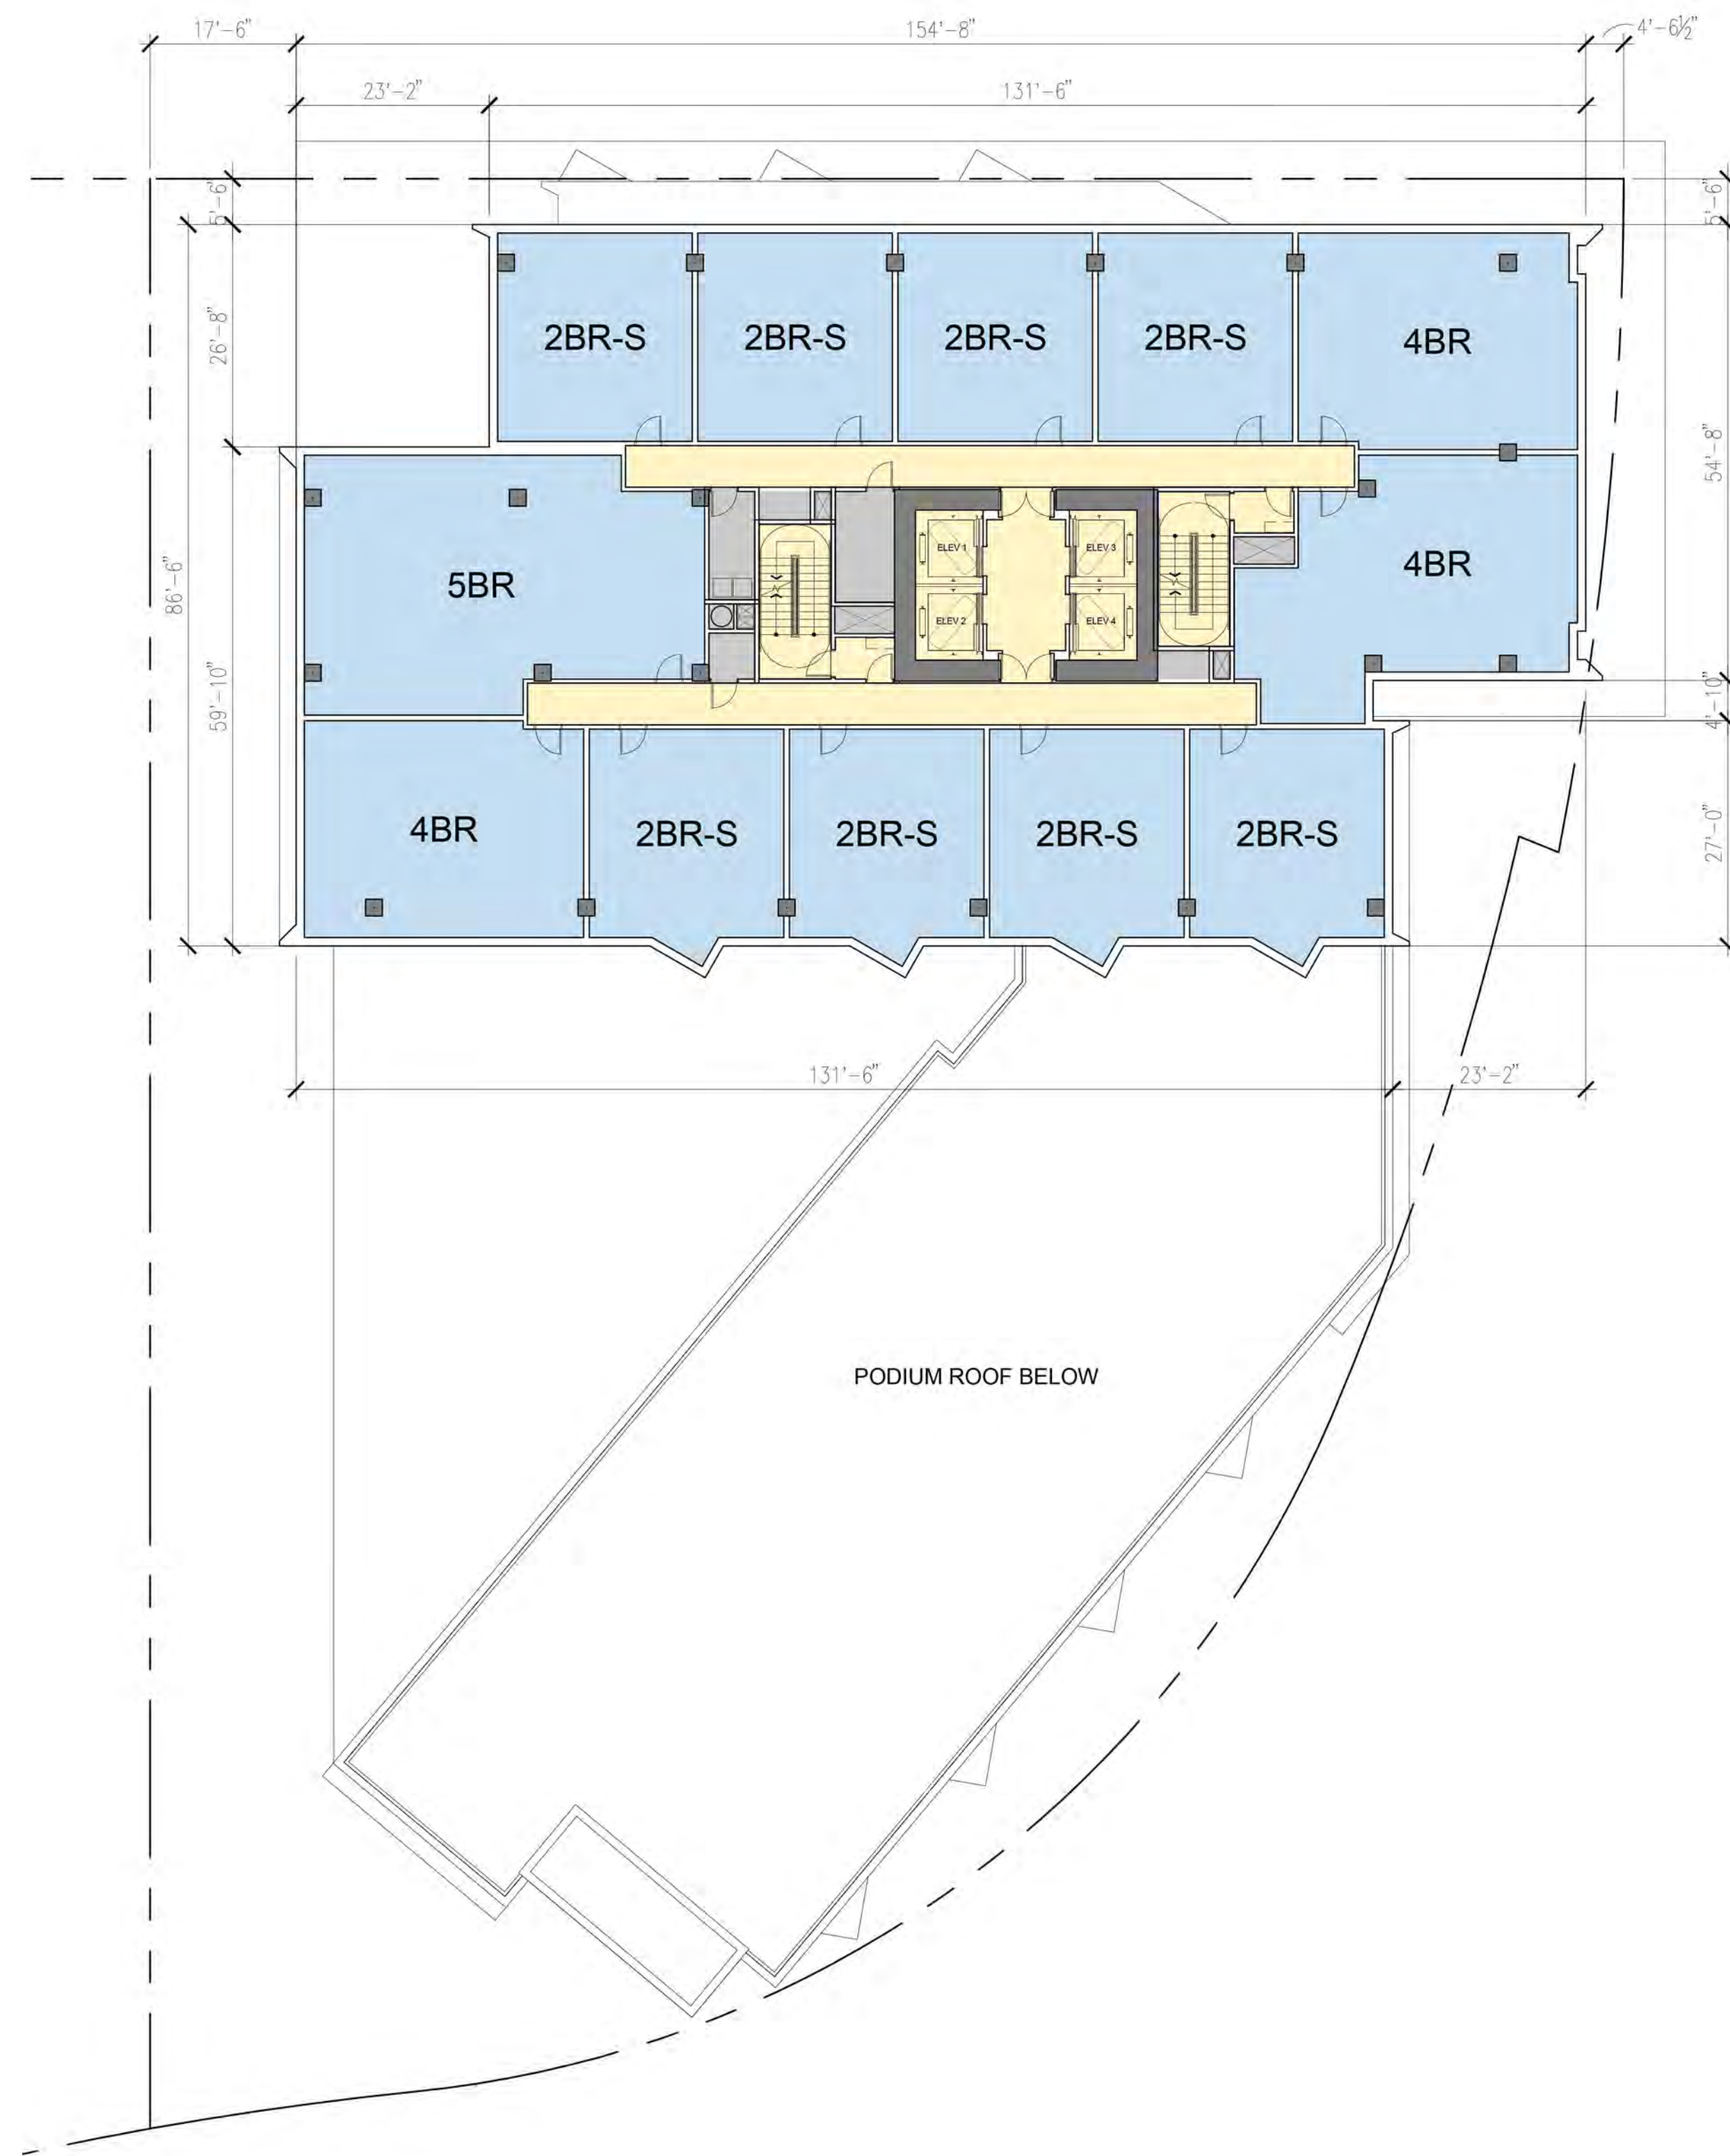 17'-6"
154'-8"
4'-6½"
23'-2"
131'-6"
5'-6"
5'-6"
2BR-S
2BR-S
2BR-S
2BR-S
4BR
26'-8"
54'-8"
86'-6"
5BR
ELEV 1
ELEV 3
4BR
ELEV 2
ELEV 4
59'-10"
4'-10"
4BR
2BR-S
2BR-S
2BR-S
2BR-S
27'-0"
131'-6"
23'-2"
PODIUM ROOF BELOW